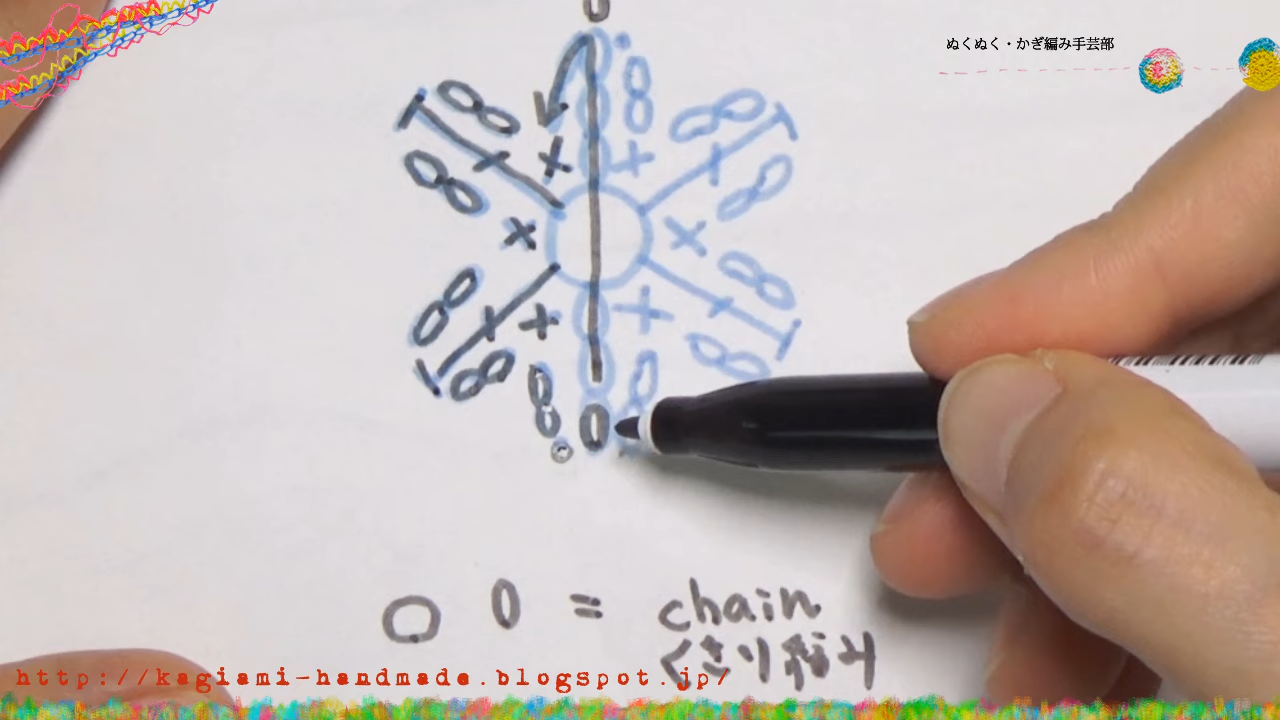 ぬくぬく・かぎ編み手芸部
○ 0 = chain
くさり編み
http://kagiami-handmade.blogspot.jp/